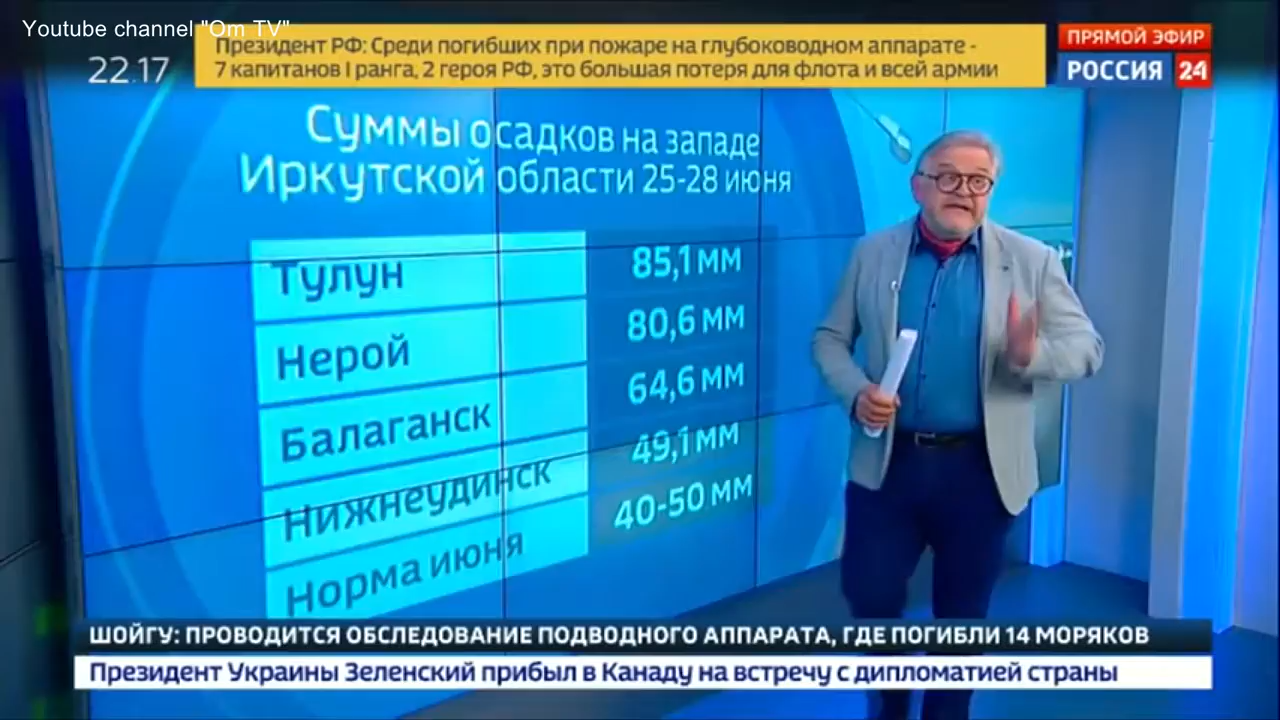 Youtube channel "Om TV"
22:17
Президент РФ: Среди погибших при пожаре на глубоководном аппарате -
7 капитанов I ранга, 2 героя РФ, это большая потеря для флота и всей армии
ПРЯМОЙ ЭФИР
РОССИЯ 24
Суммы осадков на западе
Иркутской области 25-28 июня
Тулун 85,1 мм
Нерой 80,6 мм
Балаганск 64,6 мм
Нижнеудинск 49,1 мм
Норма июня 40-50 мм
ШОЙГУ: ПРОВОДИТСЯ ОБСЛЕДОВАНИЕ ПОДВОДНОГО АППАРАТА, ГДЕ ПОГИБЛИ 14 МОРЯКОВ
Президент Украины Зеленский прибыл в Канаду на встречу с дипломатией страны